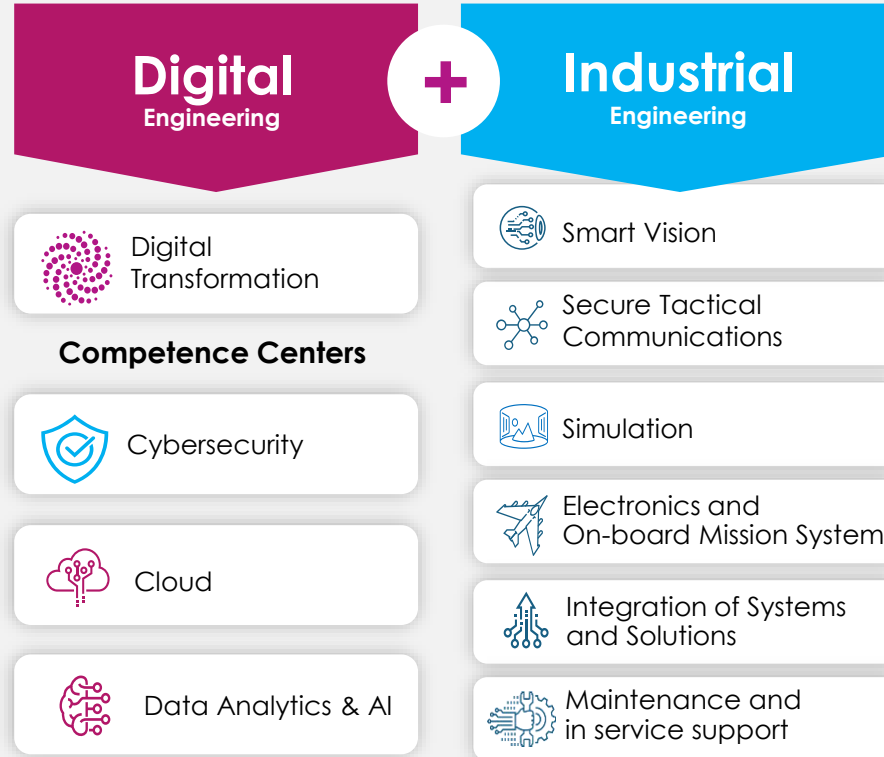 Digital
Engineering
+
Industrial
Engineering
Digital
Transformation
Competence Centers
Cybersecurity
Cloud
Data Analytics & AI
Smart Vision
Secure Tactical
Communications
Simulation
Electronics and
On-board Mission System
Integration of Systems
and Solutions
Maintenance and
in service support